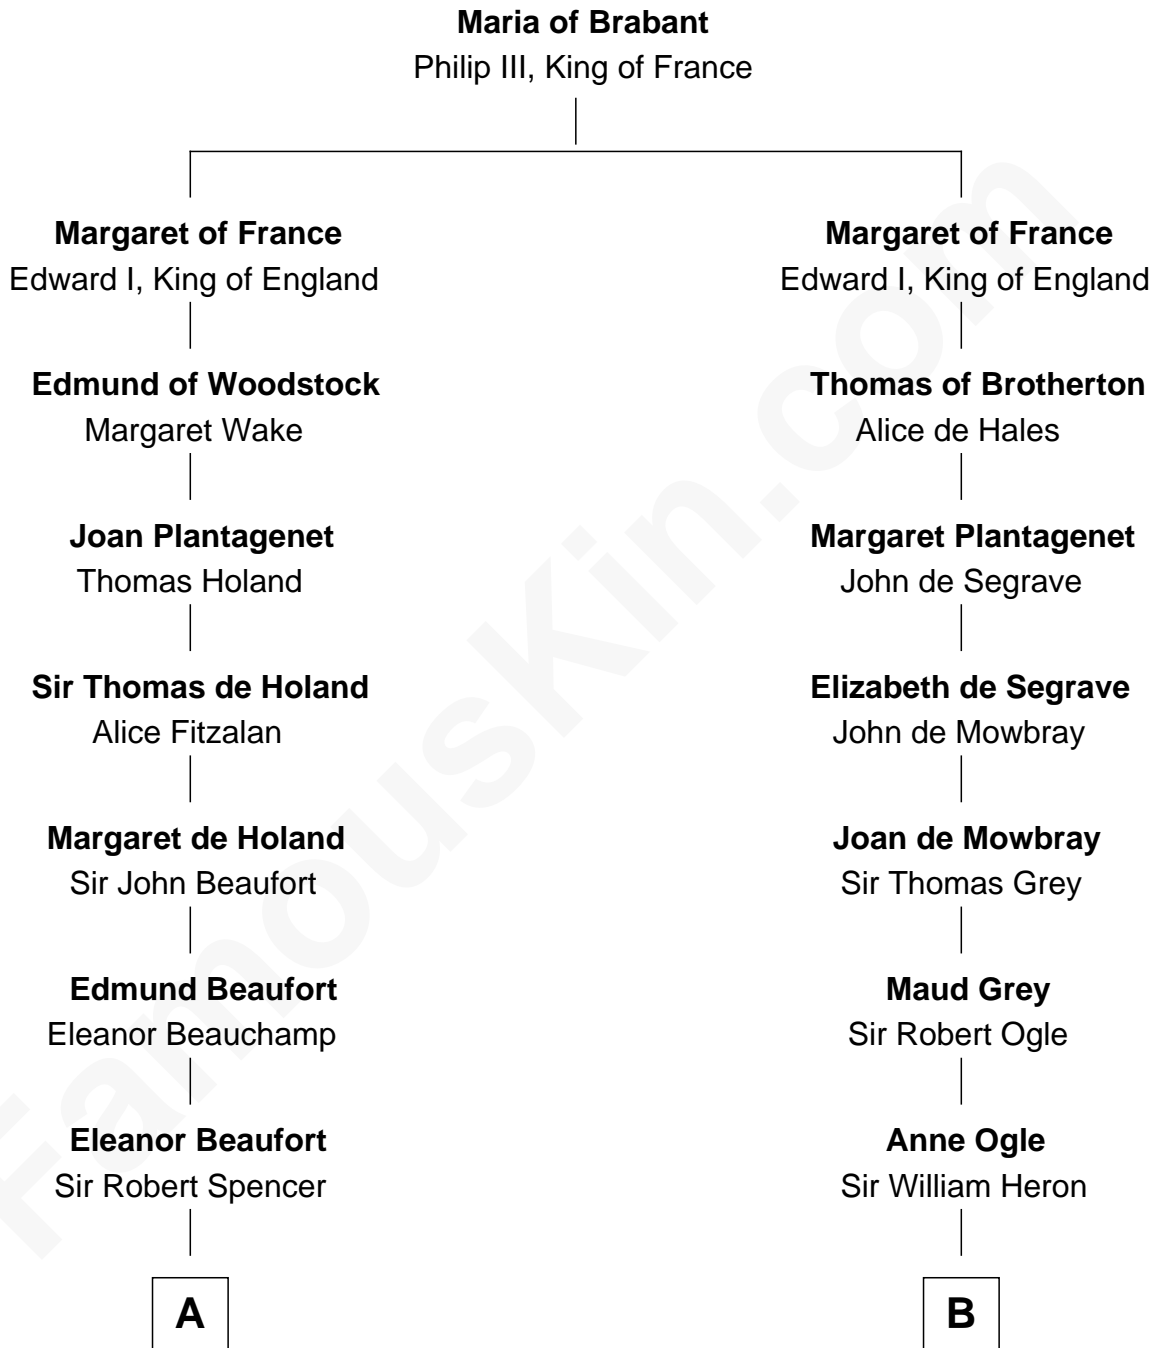 Maria of Brabant
Philip III, King of France
Margaret of France
Edward I, King of England
Edmund of Woodstock
Margaret Wake
Joan Plantagenet
Thomas Holand
Sir Thomas de Holand
Alice Fitzalan
Margaret de Holand
Sir John Beaufort
Edmund Beaufort
Eleanor Beauchamp
Eleanor Beaufort
Sir Robert Spencer
A
Margaret of France
Edward I, King of England
Thomas of Brotherton
Alice de Hales
Margaret Plantagenet
John de Segrave
Elizabeth de Segrave
John de Mowbray
Joan de Mowbray
Sir Thomas Grey
Maud Grey
Sir Robert Ogle
Anne Ogle
Sir William Heron
B
FamousKin.com